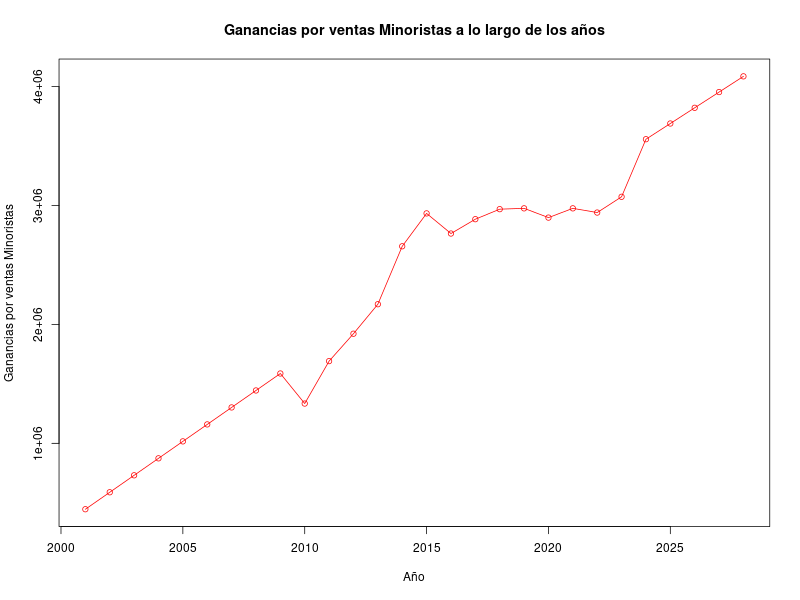 Ganancias por ventas Minoristas a lo largo de los años
Ganancias por ventas Minoristas
4e+06
3e+06
2e+06
1e+06
2000 2005 2010 2015 2020 2025
Año